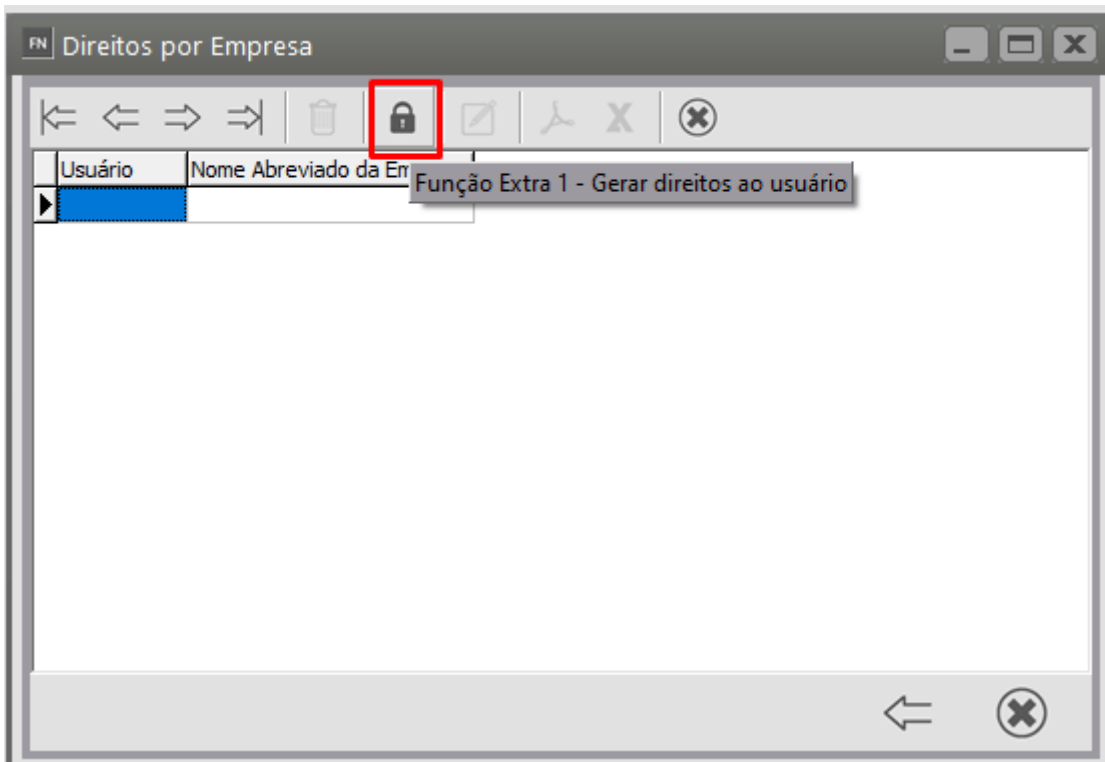 FN Direitos por Empresa
X
Usuário Nome Abreviado da Em
Função Extra 1 - Gerar direitos ao usuário